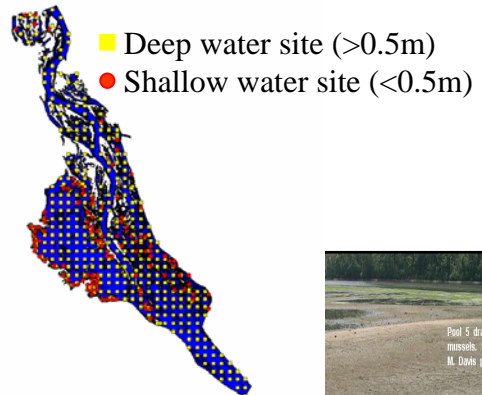 Deep water site (>0.5m)
Shallow water site (<0.5m)
Pool 5 dra
mussels.
M. Davis p